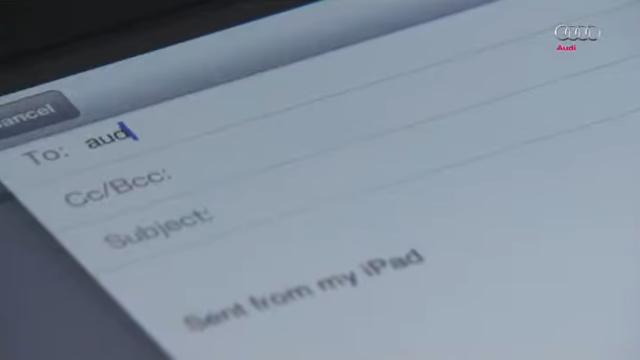 Audi
Cancel
To: aud
Cc/Bcc:
Subject:
Sent from my iPad